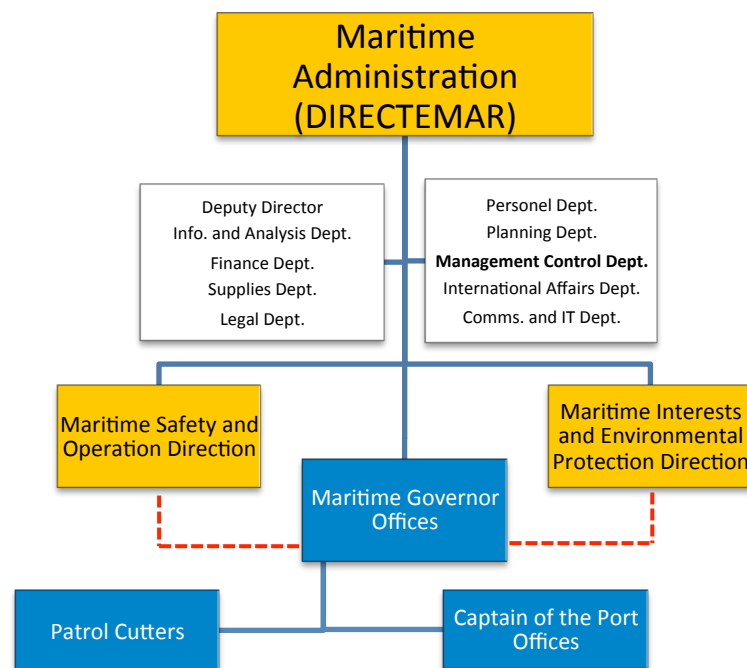 Maritime
Administration
(DIRECTEMAR)
Deputy Director
Info. and Analysis Dept.
Finance Dept.
Supplies Dept.
Legal Dept.
Personel Dept.
Planning Dept.
Management Control Dept.
International Affairs Dept.
Comms. and IT Dept.
Maritime Safety and
Operation Direction
Maritime Interests
and Environmental
Protection Direction
Maritime Governor
Offices
Patrol Cutters
Captain of the Port
Offices